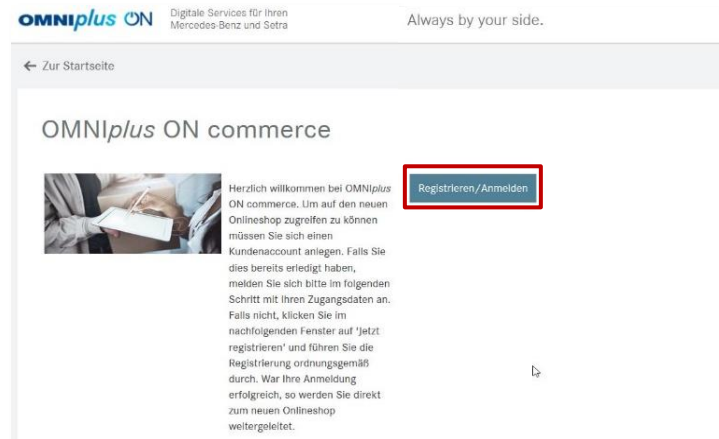 OMNIplus ON
Digitale Services für Ihren
Mercedes-Benz und Setra
Always by your side.
← Zur Startseite
OMNIplus ON commerce
Herzlich willkommen bei OMNIplus
ON commerce. Um auf den neuen
Onlineshop zugreifen zu können
müssen Sie sich einen
Kundenaccount anlegen. Falls Sie
dies bereits erledigt haben,
melden Sie sich bitte im folgenden
Schritt mit Ihren Zugangsdaten an.
Falls nicht, klicken Sie im
nachfolgenden Fenster auf 'Jetzt
registrieren' und führen Sie die
Registrierung ordnungsgemäß
durch. War Ihre Anmeldung
erfolgreich, so werden Sie direkt
zum neuen Onlineshop
weitergeleitet.
Registrieren/Anmelden